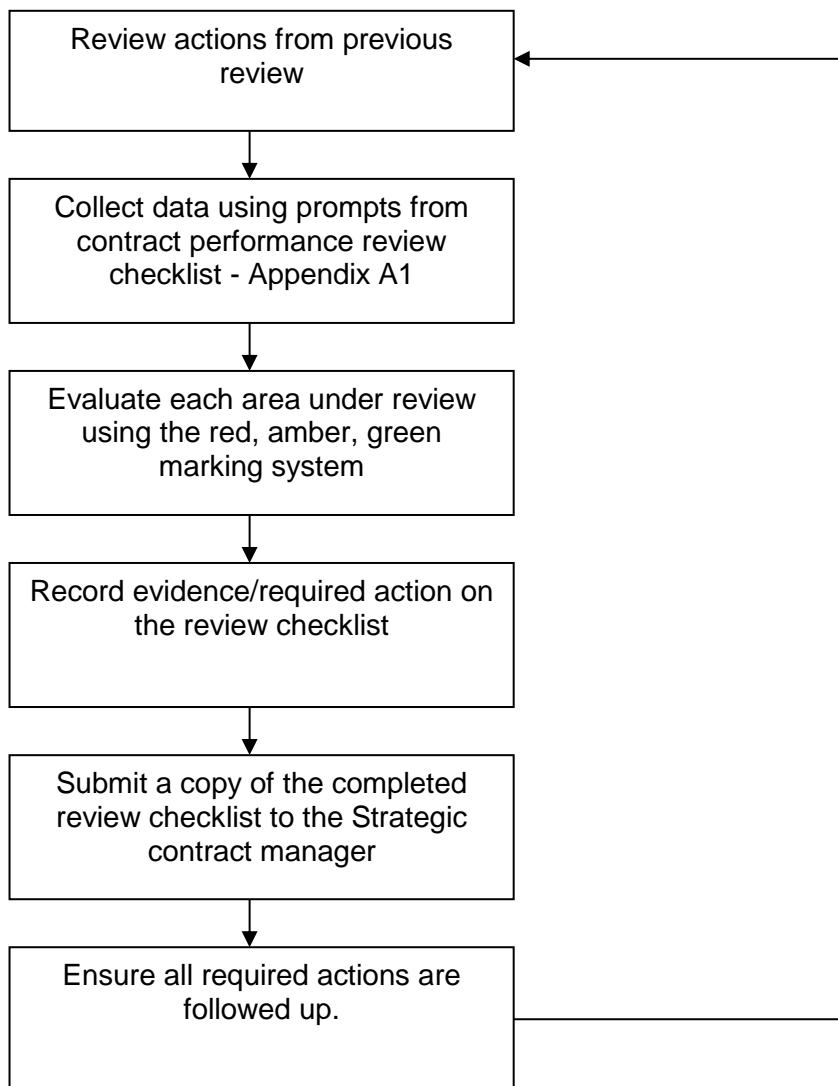 Review actions from previous
review
Collect data using prompts from
contract performance review
checklist - Appendix A1
Evaluate each area under review
using the red, amber, green
marking system
Record evidence/required action on
the review checklist
Submit a copy of the completed
review checklist to the Strategic
contract manager
Ensure all required actions are
followed up.